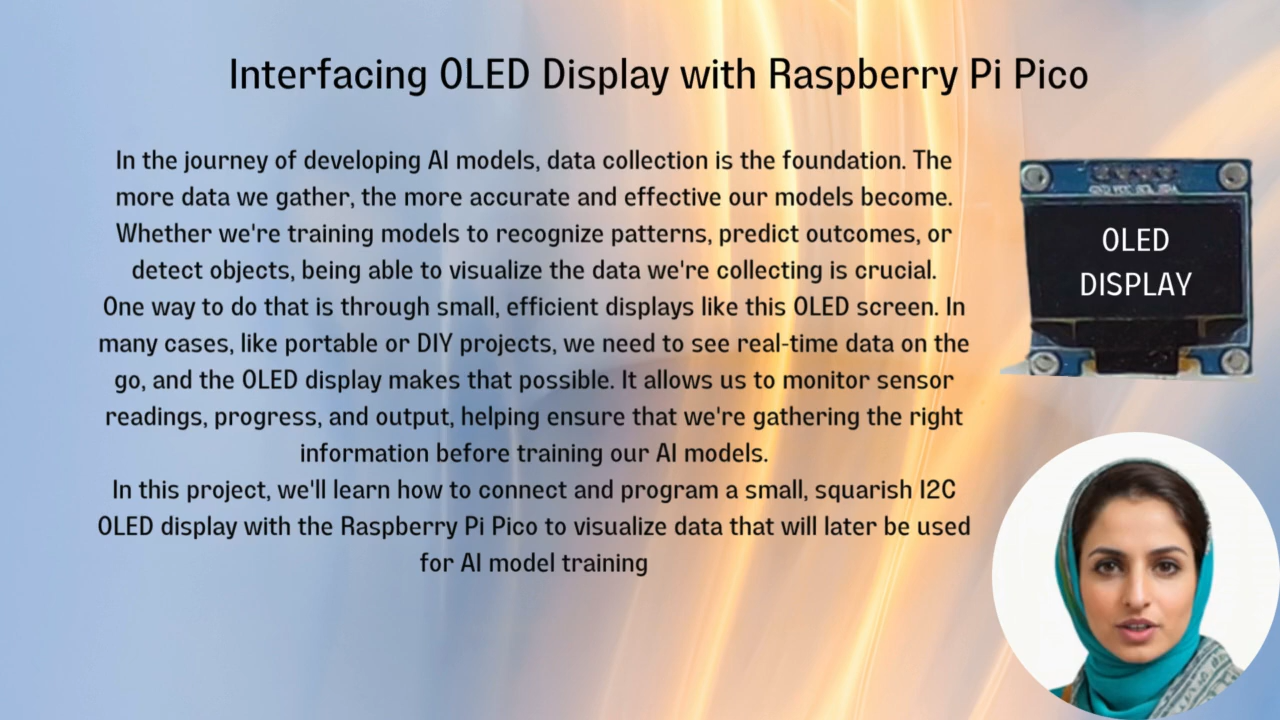 Interfacing OLED Display with Raspberry Pi Pico
In the journey of developing AI models, data collection is the foundation. The
more data we gather, the more accurate and effective our models become.
Whether we're training models to recognize patterns, predict outcomes, or
detect objects, being able to visualize the data we're collecting is crucial.
One way to do that is through small, efficient displays like this OLED screen. In
many cases, like portable or DIY projects, we need to see real-time data on the
go, and the OLED display makes that possible. It allows us to monitor sensor
readings, progress, and output, helping ensure that we're gathering the right
information before training our AI models.
In this project, we'll learn how to connect and program a small, squarish I2C
OLED display with the Raspberry Pi Pico to visualize data that will later be used
for AI model training
GND VCC SCL SDA
OLED
DISPLAY